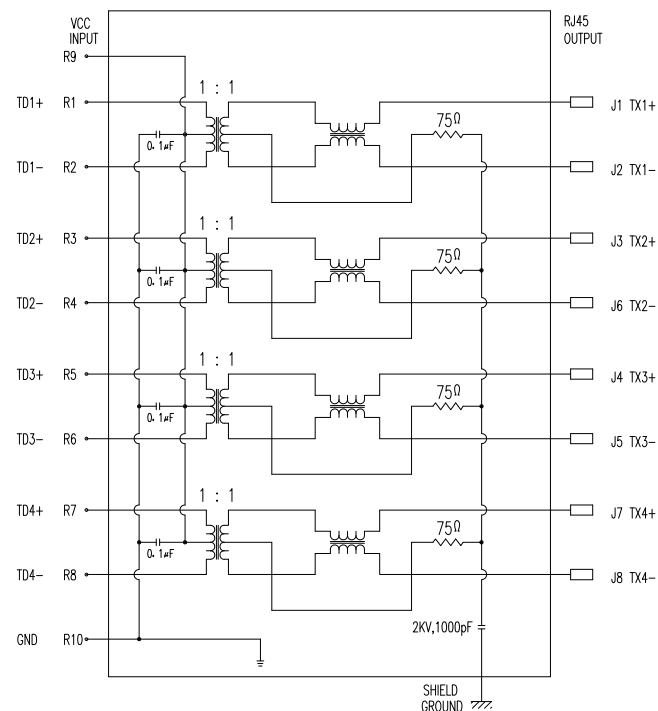 VCC
INPUT
RJ45
OUTPUT
R9
1 : 1
TD1+ R1
75Ω
J1 TX1+
0.1µF
TD1- R2
J2 TX1-
1 : 1
TD2+ R3
75Ω
J3 TX2+
0.1µF
TD2- R4
J6 TX2-
1 : 1
TD3+ R5
75Ω
J4 TX3+
0.1µF
TD3- R6
J5 TX3-
1 : 1
TD4+ R7
75Ω
J7 TX4+
0.1µF
TD4- R8
J8 TX4-
2KV,1000pF
GND R10
SHIELD
GROUND